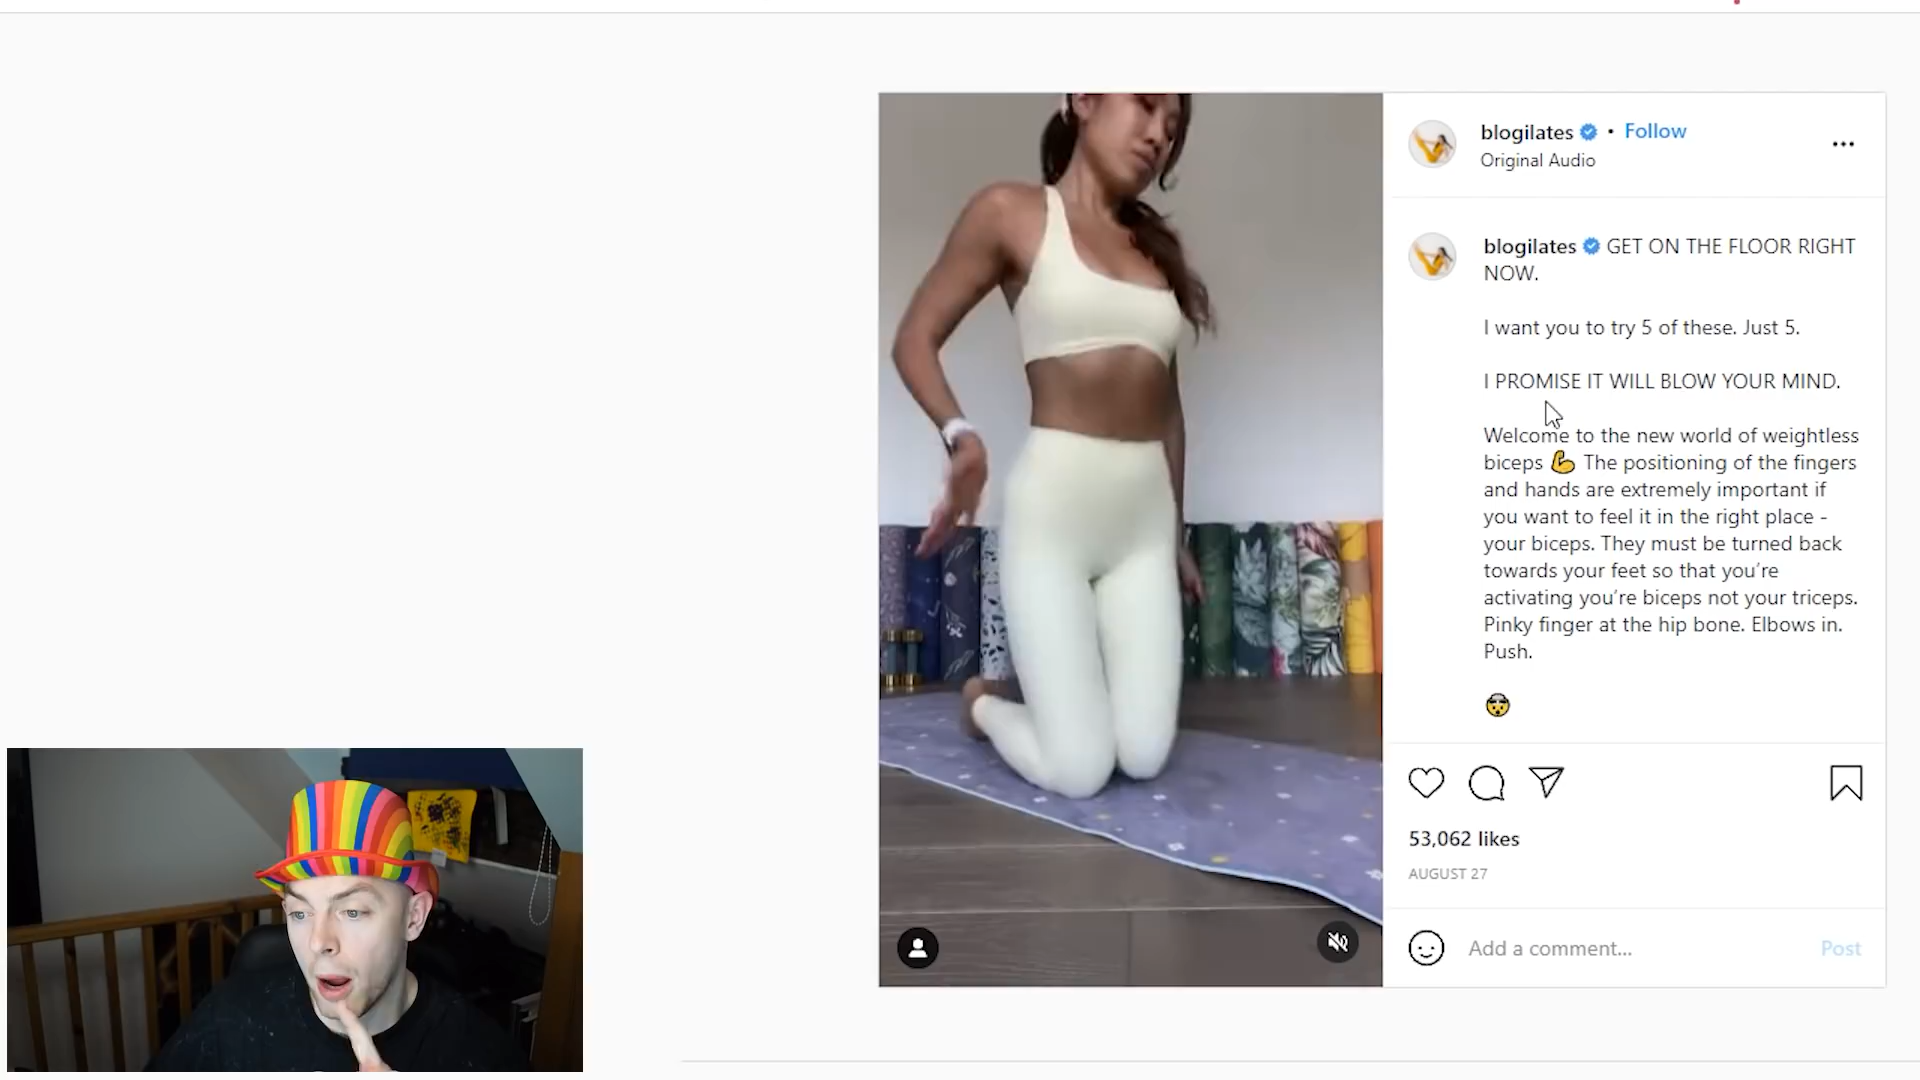 blogilates • Follow
Original Audio
blogilates GET ON THE FLOOR RIGHT
NOW.
I want you to try 5 of these. Just 5.
I PROMISE IT WILL BLOW YOUR MIND.
Welcome to the new world of weightless
biceps 💪 The positioning of the fingers
and hands are extremely important if
you want to feel it in the right place -
your biceps. They must be turned back
towards your feet so that you’re
activating you’re biceps not your triceps.
Pinky finger at the hip bone. Elbows in.
Push.
🤯
53,062 likes
AUGUST 27
Add a comment... Post